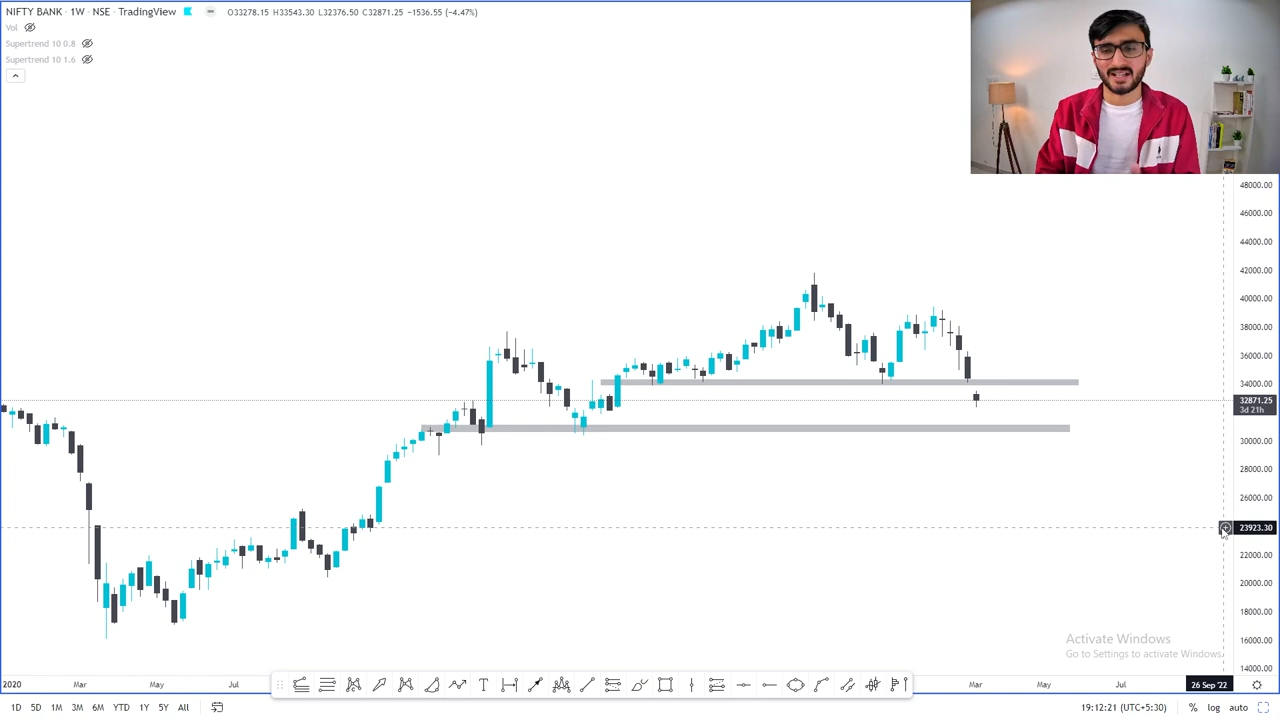 NIFTY BANK · 1W · NSE · TradingView O33278.15 H33543.30 L32376.50 C32871.25 −1536.55 (−4.47%)
Vol
Supertrend 10 0.8
Supertrend 10 1.6
48000.00
46000.00
44000.00
42000.00
40000.00
38000.00
36000.00
34000.00
32871.25
3d 21h
30000.00
28000.00
26000.00
23923.30
22000.00
20000.00
18000.00
16000.00
14000.00
Activate Windows
Go to Settings to activate Windows.
2020 Mar May Jul Mar May Jul
26 Sep '22
1D 5D 1M 3M 6M YTD 1Y 5Y All 19:12:21 (UTC+5:30) % log auto